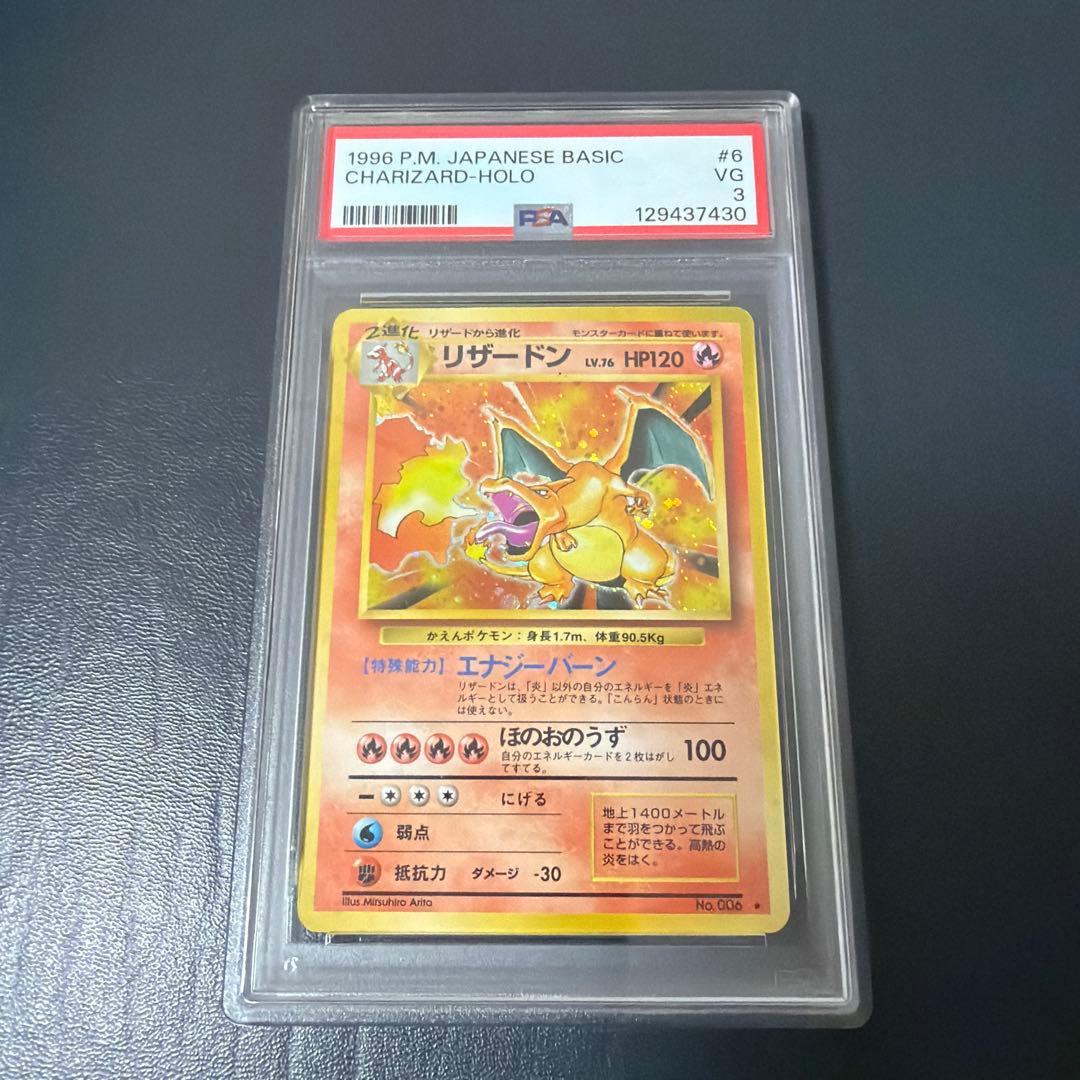 1996 P.M. JAPANESE BASIC #6
CHARIZARD-HOLO VG
3
PSA 129437430
2進化 リザードから進化 モンスターカードに重ねて使います。
リザードン LV.76 HP120
かえんポケモン：身長1.7m、体重90.5Kg
【特殊能力】エナジーバーン
リザードンは、「炎」以外の自分のエネルギーを「炎」エネ
ルギーとして扱うことができる。「こんらん」状態のときに
は使えない。
ほのおのうず 100
自分のエネルギーカードを2枚はがし
てすてる。
にげる
弱点
抵抗力 ダメージ -30
地上1400メートル
まで羽をつかって飛ぶ
ことができる。高熱の
炎をはく。
Illus. Mitsuhiro Arita No. 006